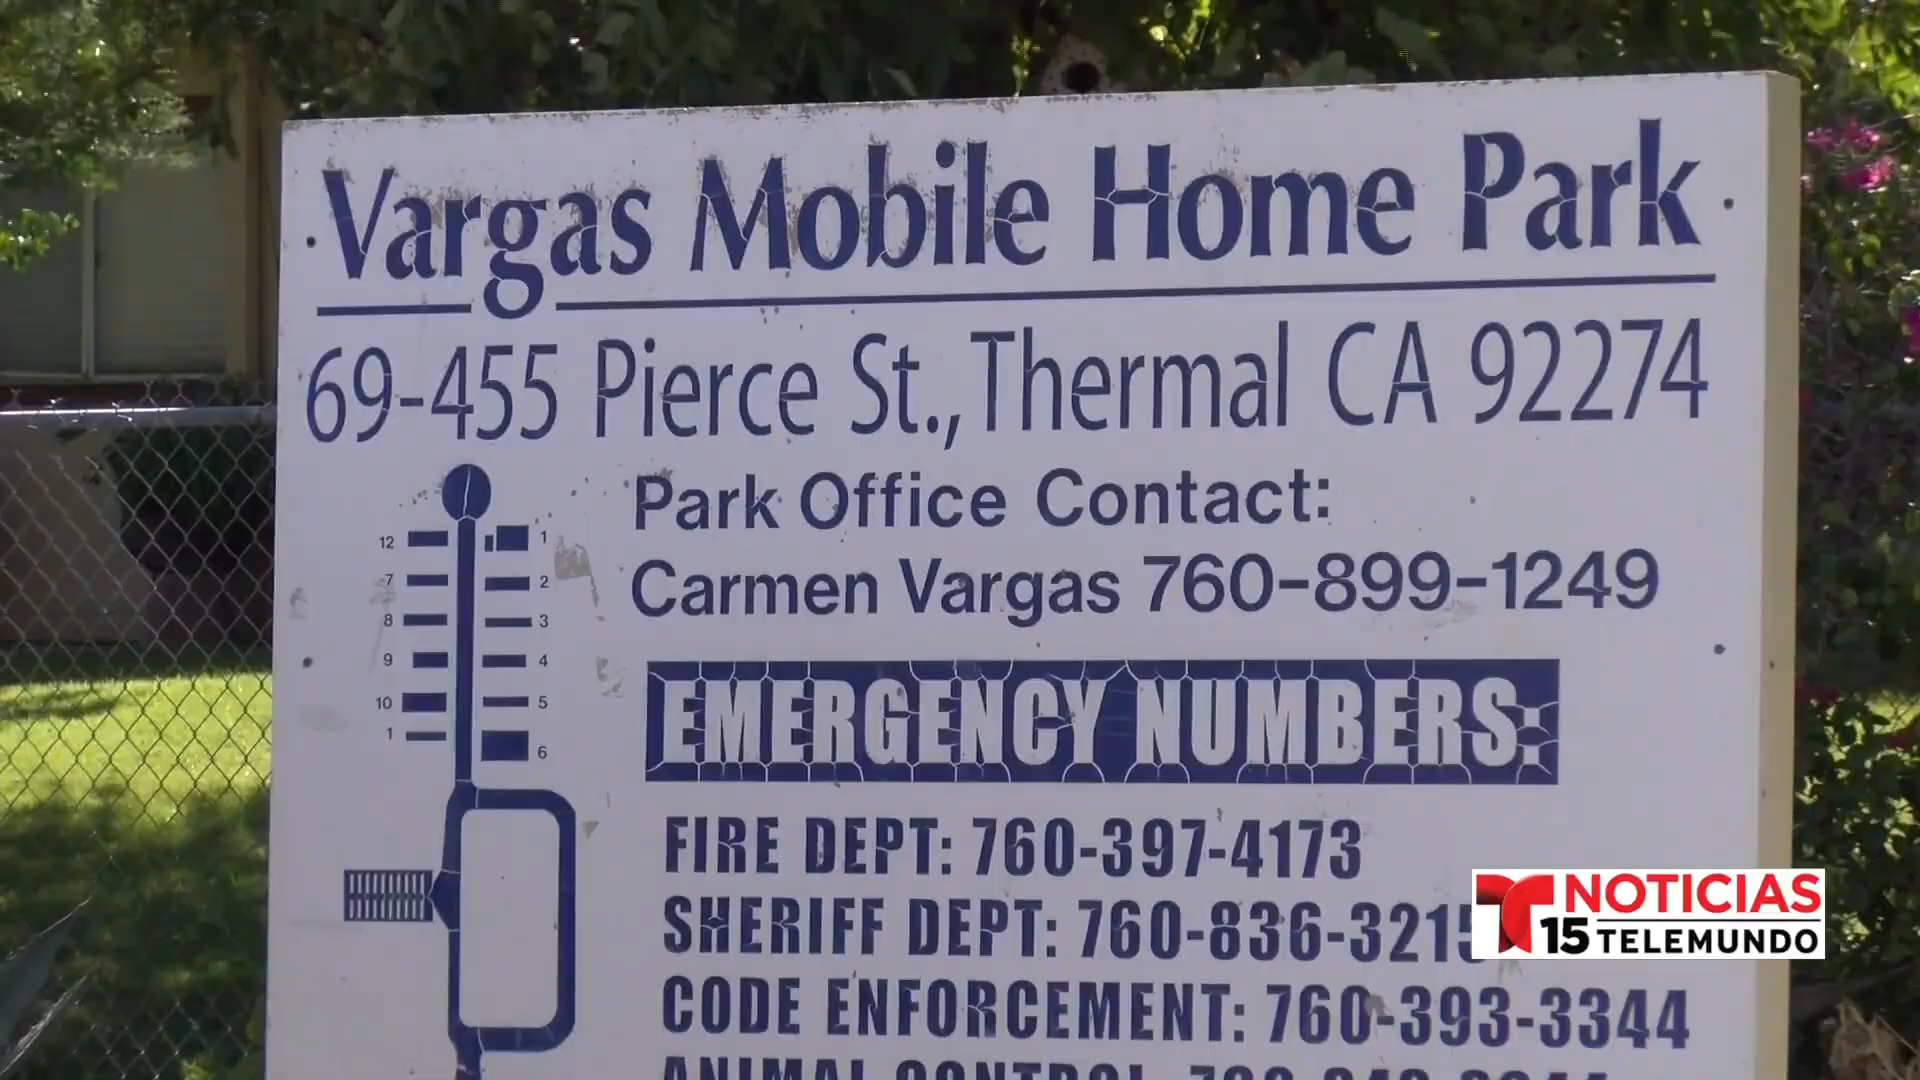 Vargas Mobile Home Park
69-455 Pierce St., Thermal CA 92274
Park Office Contact:
Carmen Vargas 760-899-1249
12 1
7 2
8 3
9 4
10 5
1 6
EMERGENCY NUMBERS:
FIRE DEPT: 760-397-4173
SHERIFF DEPT: 760-836-3215
CODE ENFORCEMENT: 760-393-3344
ANIMAL CONTROL
NOTICIAS
15 TELEMUNDO